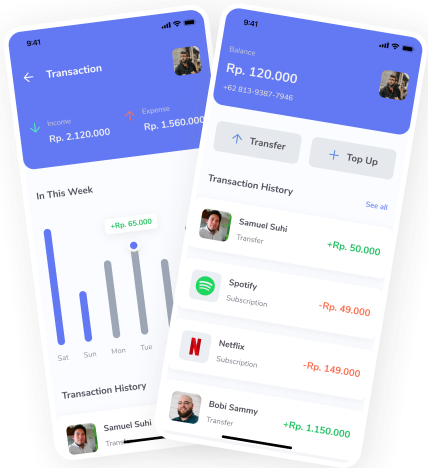 9:41
Transaction
Income
Rp. 2.120.000
Expense
Rp. 1.560.000
In This Week
+Rp. 65.000
Sat
Sun
Mon
Tue
Transaction History
Samuel Suhi
9:41
Balance
Rp. 120.000
+62 813-9387-7946
Transfer
Top Up
Transaction History
See all
Samuel Suhi
Transfer
+Rp. 50.000
Spotify
Subscription
-Rp. 49.000
Netflix
Subscription
-Rp. 149.000
Bobi Sammy
Transfer
+Rp. 1.150.000